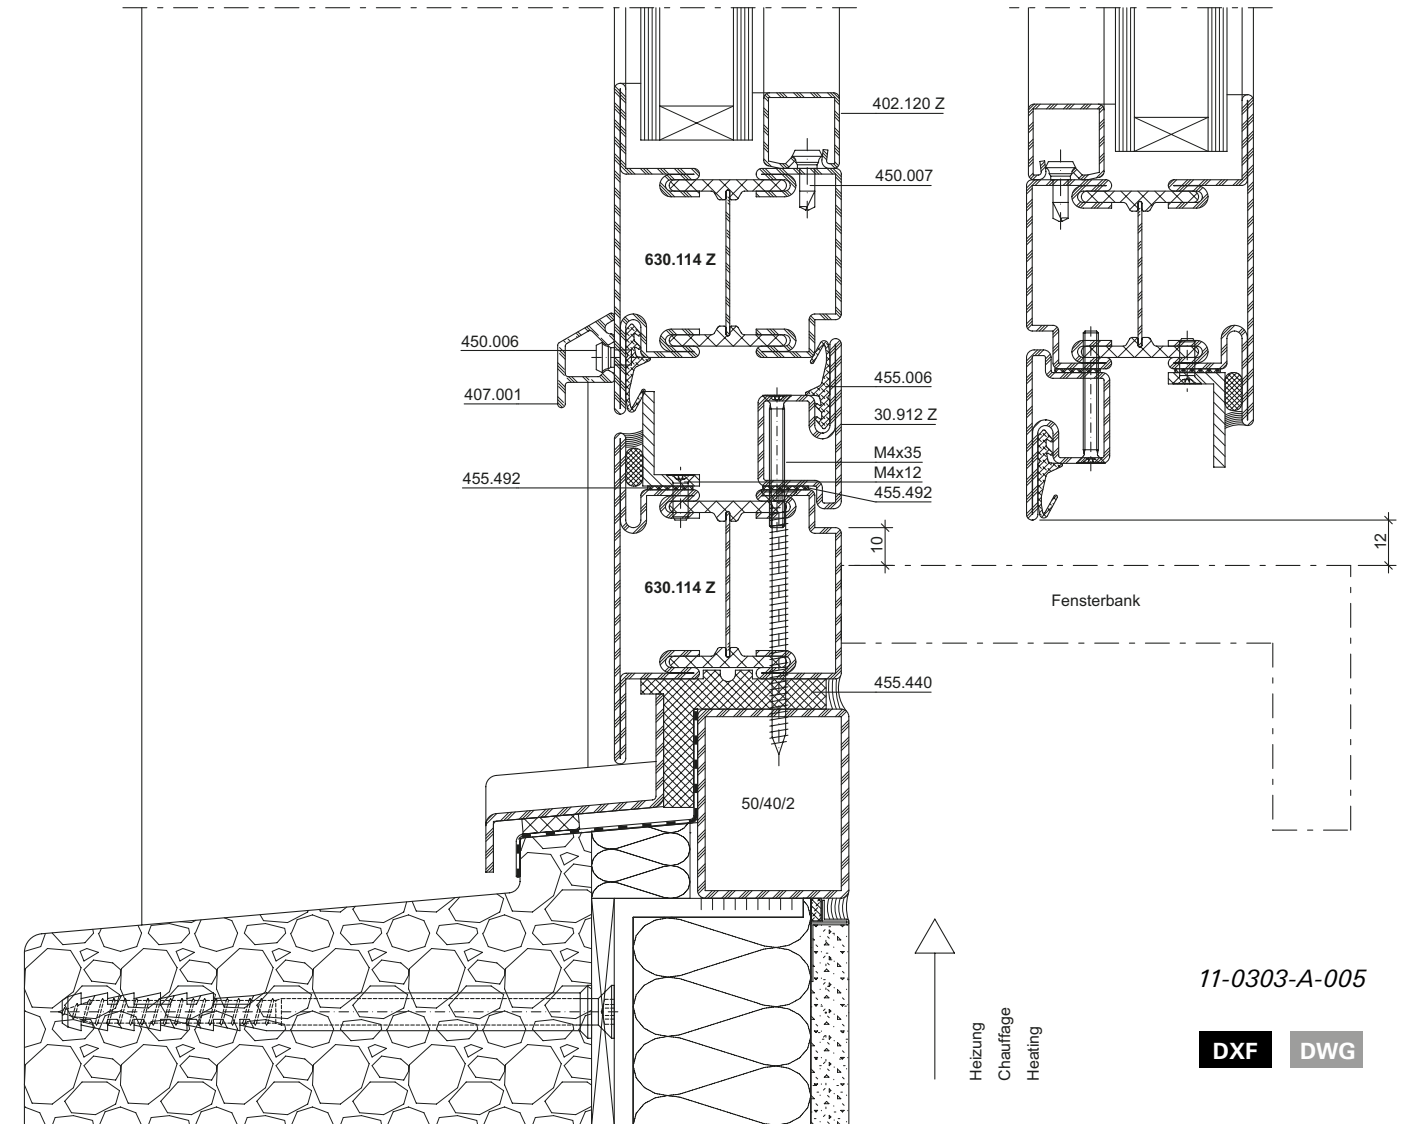 402.120 Z
450.007
630.114 Z
450.006
407.001
455.006
30.912 Z
M4x35
M4x12
455.492
455.492
10
12
630.114 Z
Fensterbank
455.440
50/40/2
Heizung
Chauffage
Heating
11-0303-A-005
DXF
DWG